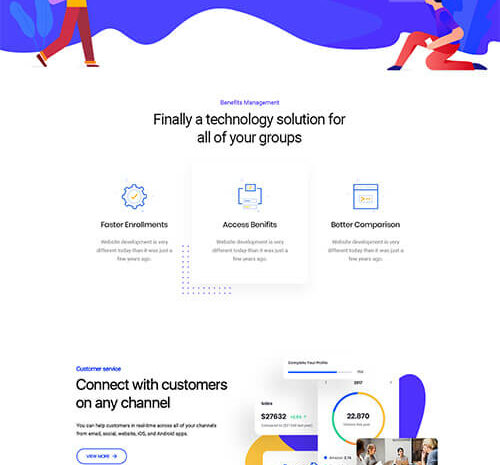 Benefits Management
Finally a technology solution for
all of your groups
Faster Enrollments
Website development is very
different today than it was just a
few years ago.
Access Benifits
Website development is very
different today than it was just a
few years ago.
Better Comparison
Website development is very
different today than it was just a
few years ago.
Customer service
Connect with customers
on any channel
You can help customers in real-time across all of your channels
from email, social, website, iOS, and Android apps.
VIEW MORE
Complete Your Profile
Sales
$27632
2017
22.870
Amazon